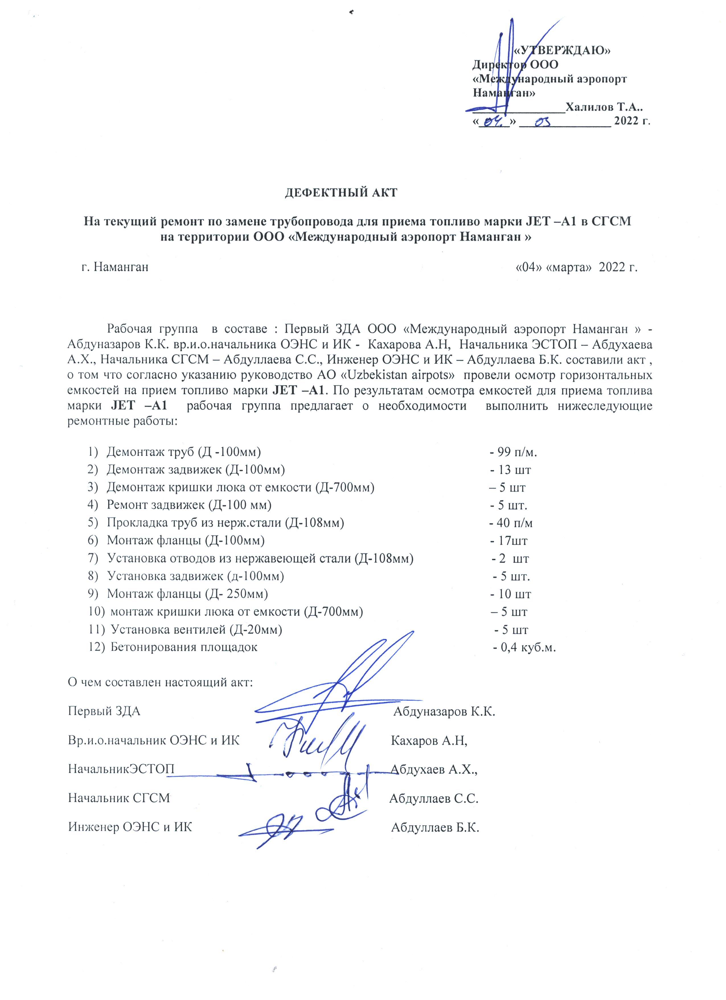 «УТВЕРЖДАЮ»
Директор ООО
«Международный аэропорт
Наманган»
_______________Халилов Т.А..
«_04._» ___03___________ 2022 г.
ДЕФЕКТНЫЙ АКТ
На текущий ремонт по замене трубопровода для приема топливо марки JET –А1 в СГСМ
на территории ООО «Международный аэропорт Наманган »
г. Наманган «04» «марта» 2022 г.
Рабочая группа в составе : Первый ЗДА ООО «Международный аэропорт Наманган » -
Абдуназаров К.К. вр.и.о.начальника ОЭНС и ИК - Кахарова А.Н, Начальника ЭСТОП – Абдухаева
А.Х., Начальника СГСМ – Абдуллаева С.С., Инженер ОЭНС и ИК – Абдуллаева Б.К. составили акт ,
о том что согласно указанию руководство АО «Uzbekistan airpots» провели осмотр горизонтальных
емкостей на прием топливо марки JET –А1. По результатам осмотра емкостей для приема топлива
марки JET –А1 рабочая группа предлагает о необходимости выполнить нижеследующие
ремонтные работы:
1) Демонтаж труб (Д -100мм) - 99 п/м.
2) Демонтаж задвижек (Д-100мм) - 13 шт
3) Демонтаж кришки люка от емкости (Д-700мм) – 5 шт
4) Ремонт задвижек (Д-100 мм) - 5 шт.
5) Прокладка труб из нерж.стали (Д-108мм) - 40 п/м
6) Монтаж фланцы (Д-100мм) - 17шт
7) Установка отводов из нержавеющей стали (Д-108мм) - 2 шт
8) Установка задвижек (д-100мм) - 5 шт.
9) Монтаж фланцы (Д- 250мм) - 10 шт
10) монтаж кришки люка от емкости (Д-700мм) – 5 шт
11) Установка вентилей (Д-20мм) - 5 шт
12) Бетонирования площадок - 0,4 куб.м.
О чем составлен настоящий акт:
Первый ЗДА Абдуназаров К.К.
Вр.и.о.начальник ОЭНС и ИК Кахаров А.Н,
НачальникЭСТОП Абдухаев А.Х.,
Начальник СГСМ Абдуллаев С.С.
Инженер ОЭНС и ИК Абдуллаев Б.К.